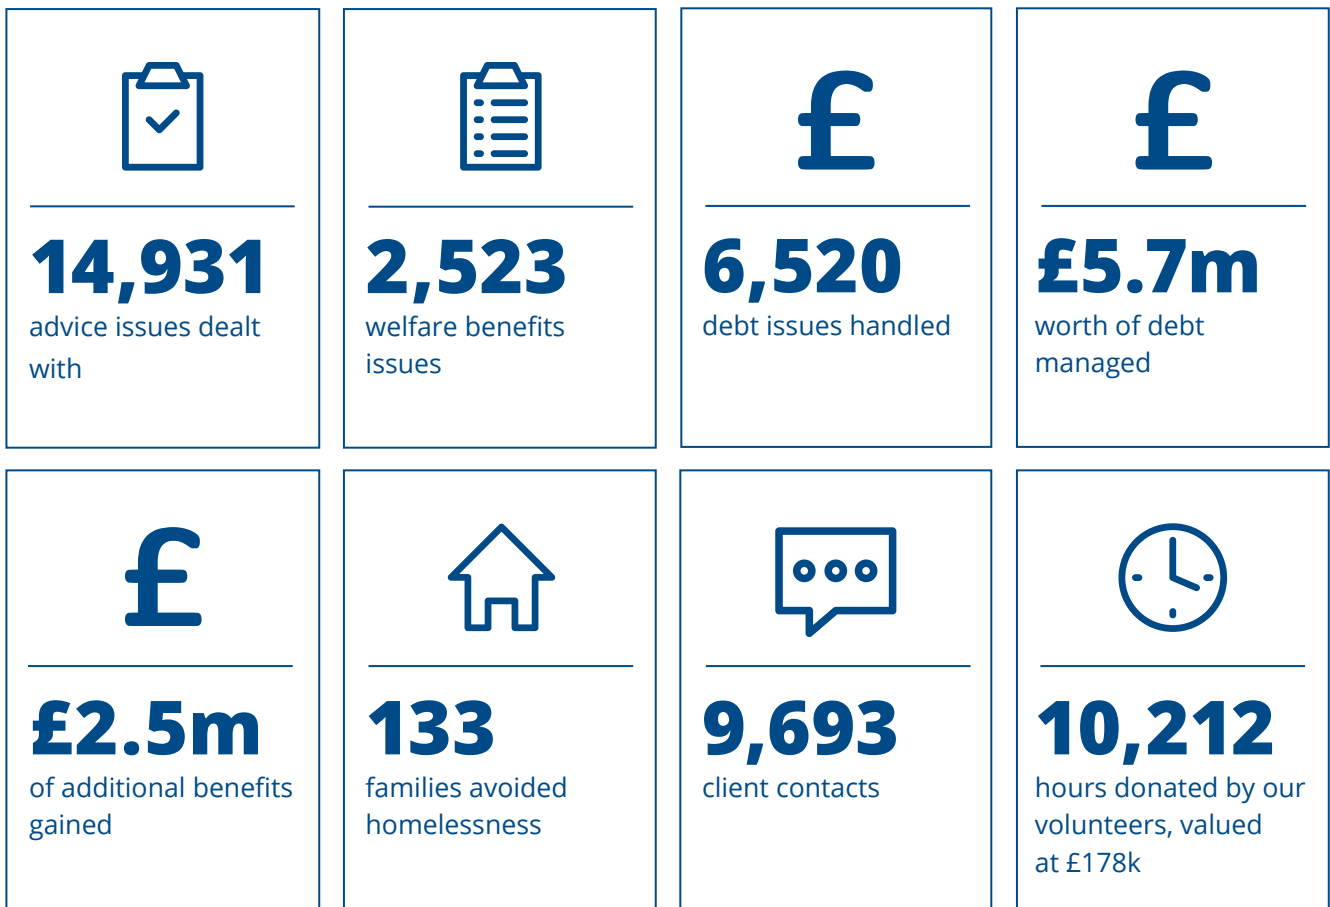 14,931
advice issues dealt
with
2,523
welfare benefits
issues
6,520
debt issues handled
£5.7m
worth of debt
managed
£2.5m
of additional benefits
gained
133
families avoided
homelessness
9,693
client contacts
10,212
hours donated by our
volunteers, valued
at £178k